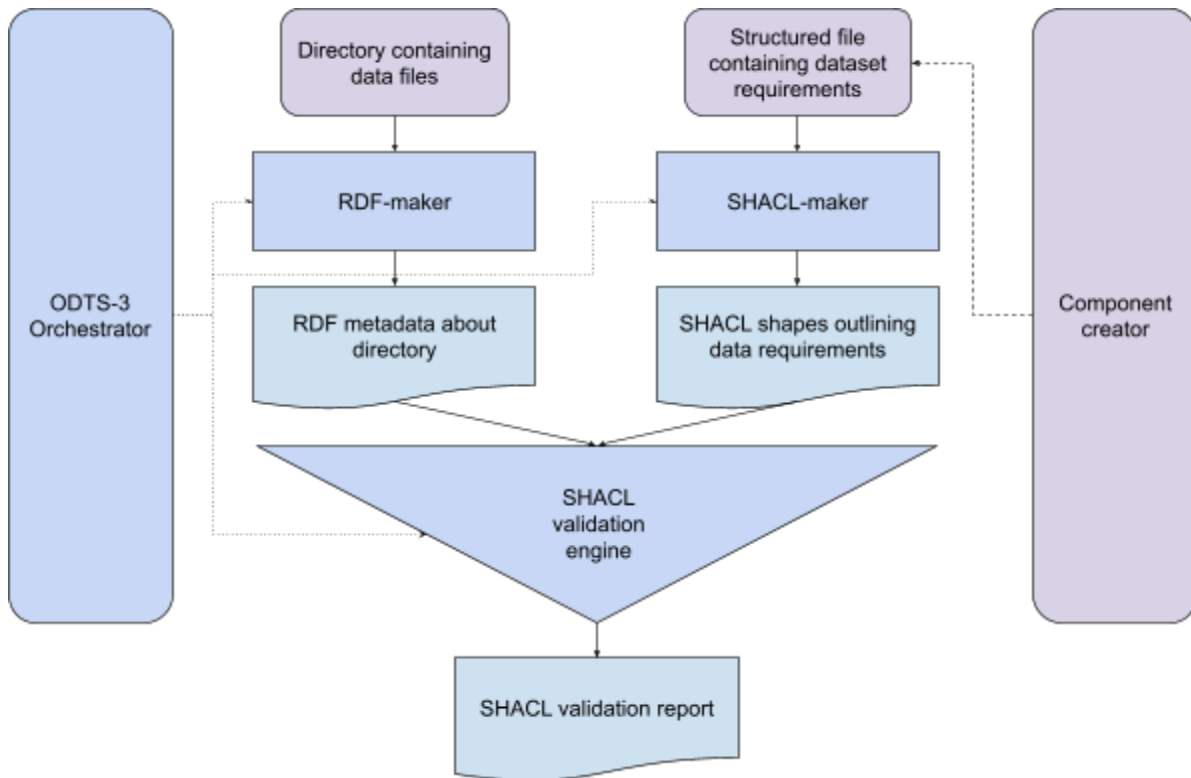 Directory containing
data files
Structured file
containing dataset
requirements
RDF-maker
SHACL-maker
ODTS-3
Orchestrator
RDF metadata about
directory
SHACL shapes outlining
data requirements
Component
creator
SHACL
validation
engine
SHACL validation report